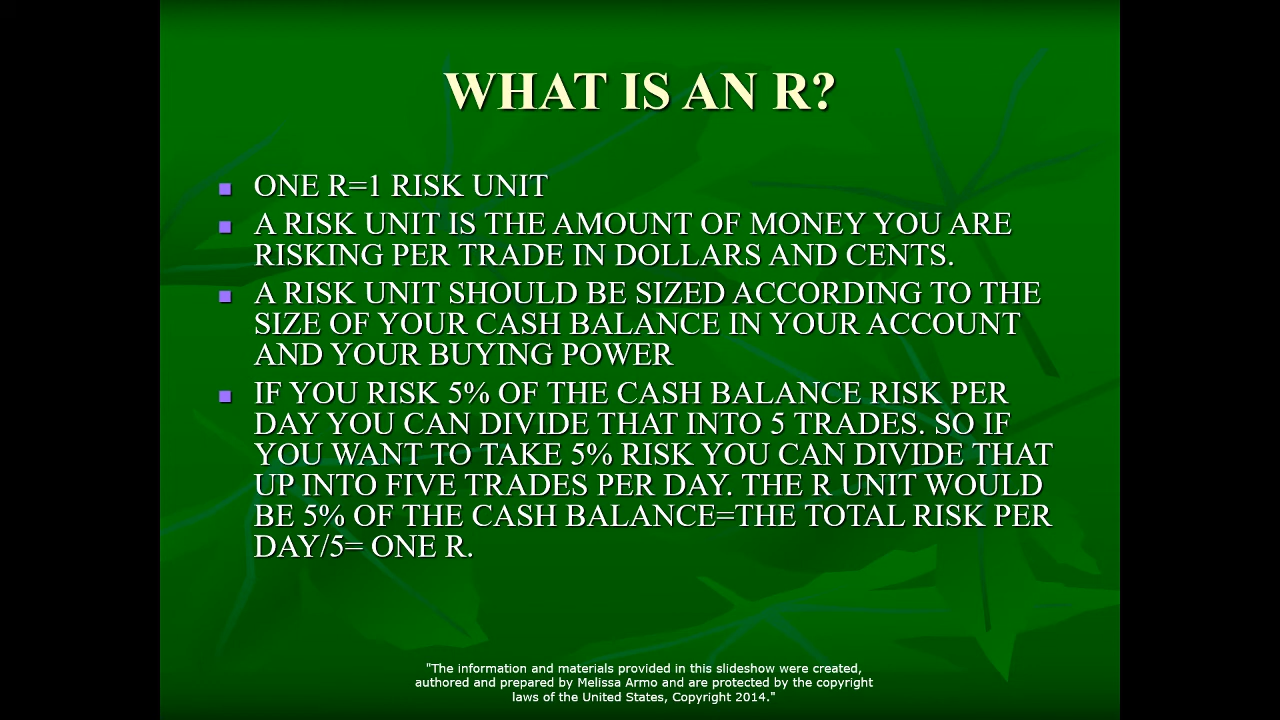 WHAT IS AN R?
ONE R=1 RISK UNIT
A RISK UNIT IS THE AMOUNT OF MONEY YOU ARE
RISKING PER TRADE IN DOLLARS AND CENTS.
A RISK UNIT SHOULD BE SIZED ACCORDING TO THE
SIZE OF YOUR CASH BALANCE IN YOUR ACCOUNT
AND YOUR BUYING POWER
IF YOU RISK 5% OF THE CASH BALANCE RISK PER
DAY YOU CAN DIVIDE THAT INTO 5 TRADES. SO IF
YOU WANT TO TAKE 5% RISK YOU CAN DIVIDE THAT
UP INTO FIVE TRADES PER DAY. THE R UNIT WOULD
BE 5% OF THE CASH BALANCE=THE TOTAL RISK PER
DAY/5= ONE R.
"The information and materials provided in this slideshow were created,
authored and prepared by Melissa Armo and are protected by the copyright
laws of the United States, Copyright 2014."